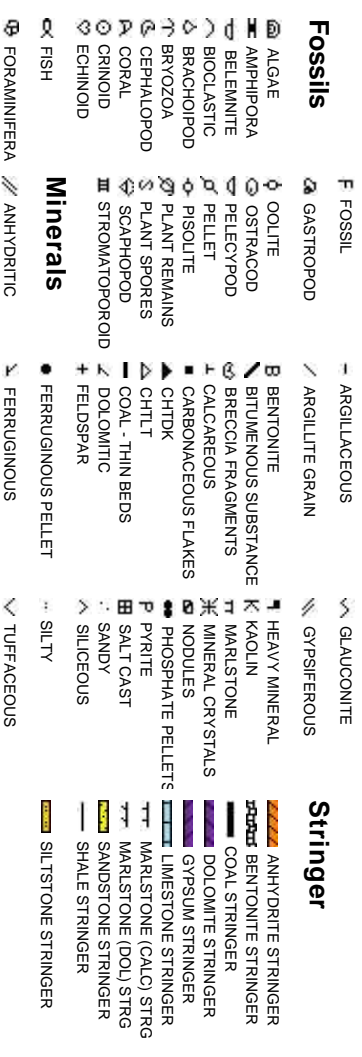 Fossils
ALGAE
AMPHIPORA
BELEMNITE
BIOCLASTIC
BRACHOIPOD
BRYOZOA
CEPHALOPOD
CORAL
CRINOID
ECHINOID
FISH
FORAMINIFERA
F FOSSIL
GASTROPOD
OOLITE
OSTRACOD
PELECYPOD
PELLET
PISOLITE
PLANT REMAINS
S PLANT SPORES
SCAPHOPOD
STROMATOPOROID
Minerals
ANHYDRITIC
ARGILLACEOUS
ARGILLITE GRAIN
B BENTONITE
BITUMENOUS SUBSTANCE
BRECCIA FRAGMENTS
CALCAREOUS
CARBONACEOUS FLAKES
CHTDK
CHTLT
COAL - THIN BEDS
DOLOMITIC
FELDSPAR
FERRUGINOUS PELLET
FERRUGINOUS
GLAUCONITE
GYPSIFEROUS
HEAVY MINERAL
K KAOLIN
MARLSTONE
MINERAL CRYSTALS
NODULES
PHOSPHATE PELLETS
P PYRITE
SALT CAST
SANDY
SILICEOUS
SILTY
TUFFACEOUS
Stringer
ANHYDRITE STRINGER
BENTONITE STRINGER
COAL STRINGER
DOLOMITE STRINGER
GYPSUM STRINGER
LIMESTONE STRINGER
MARLSTONE (CALC) STRG
MARLSTONE (DOL) STRG
SANDSTONE STRINGER
SHALE STRINGER
SILTSTONE STRINGER